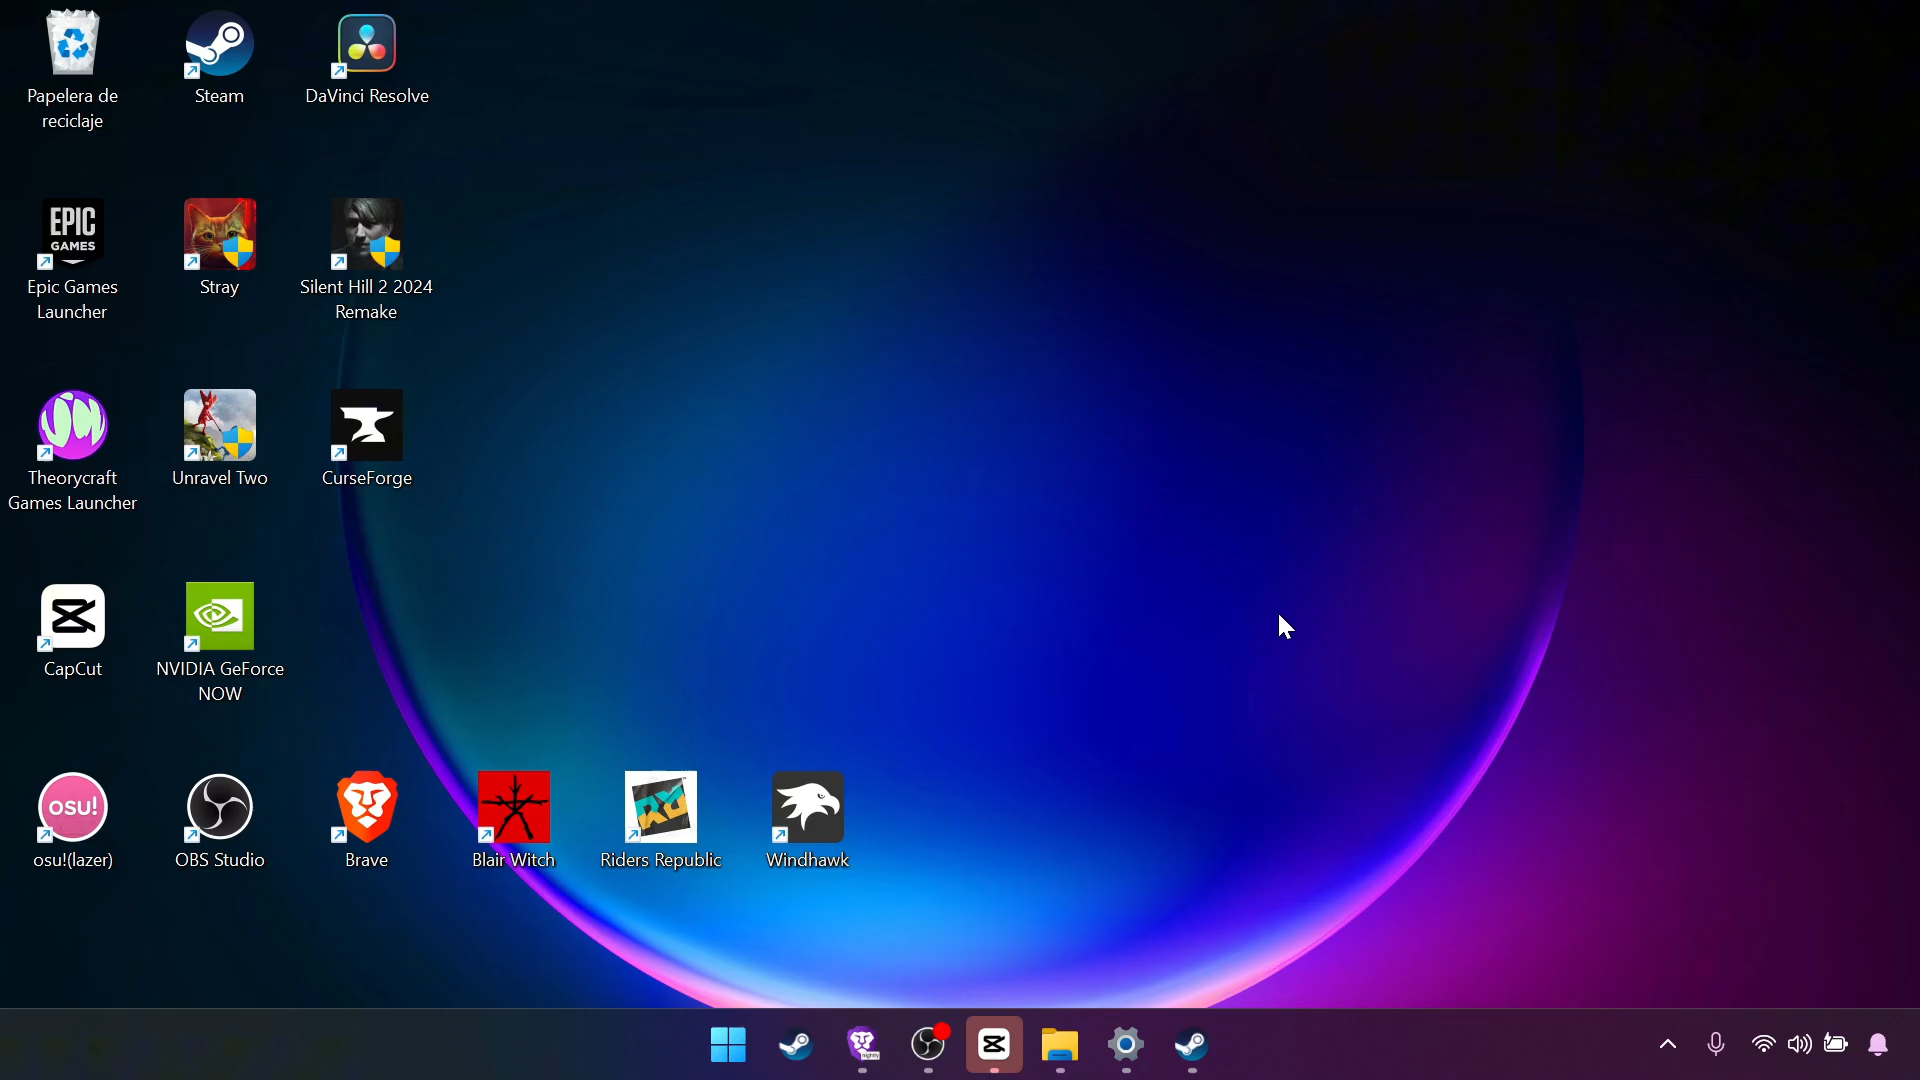 Papelera de
reciclaje
Steam
DaVinci Resolve
EPIC
GAMES
Epic Games
Launcher
Stray
Silent Hill 2 2024
Remake
Theorycraft
Games Launcher
Unravel Two
CurseForge
CapCut
NVIDIA GeForce
NOW
osu!
osu!(lazer)
OBS Studio
Brave
Blair Witch
Riders Republic
Windhawk
nightly